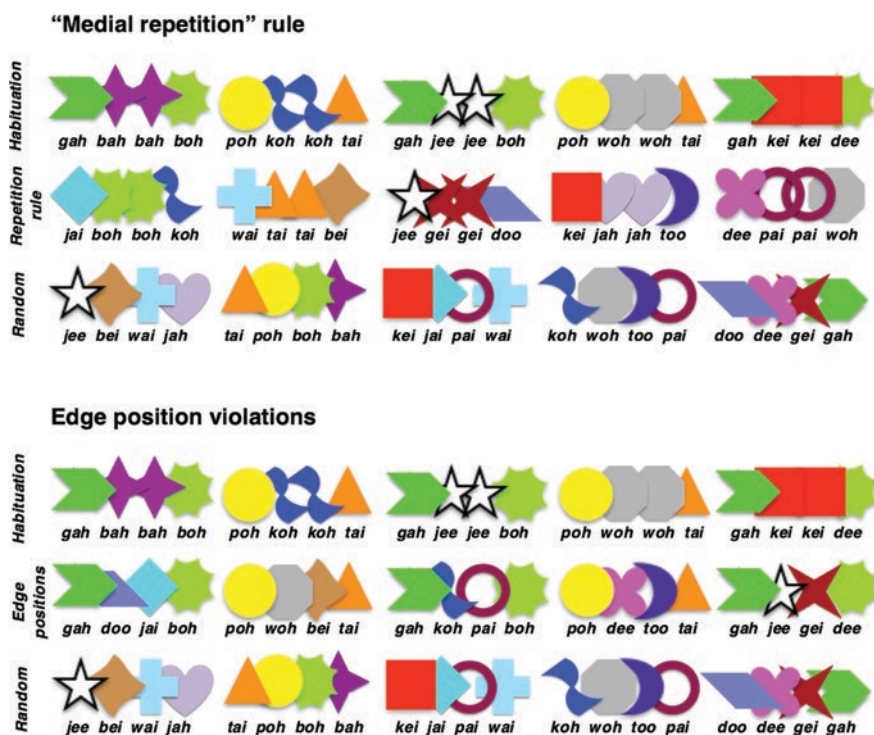 “Medial repetition” rule
Habituation
gah bah bah boh poh koh koh tai gah jee jee boh poh woh woh tai gah kei kei dee
Repetition
rule
jai boh boh koh wai tai tai bei jee gei gei doo kei jah jah too dee pai pai woh
Random
jee bei wai jah tai poh boh bah kei jai pai wai koh woh too pai doo dee gei gah
Edge position violations
Habituation
gah bah bah boh poh koh koh tai gah jee jee boh poh woh woh tai gah kei kei dee
Edge
positions
gah doo jai boh poh woh bei tai gah koh pai boh poh dee too tai gah jee gei dee
Random
jee bei wai jah tai poh boh bah kei jai pai wai koh woh too pai doo dee gei gah